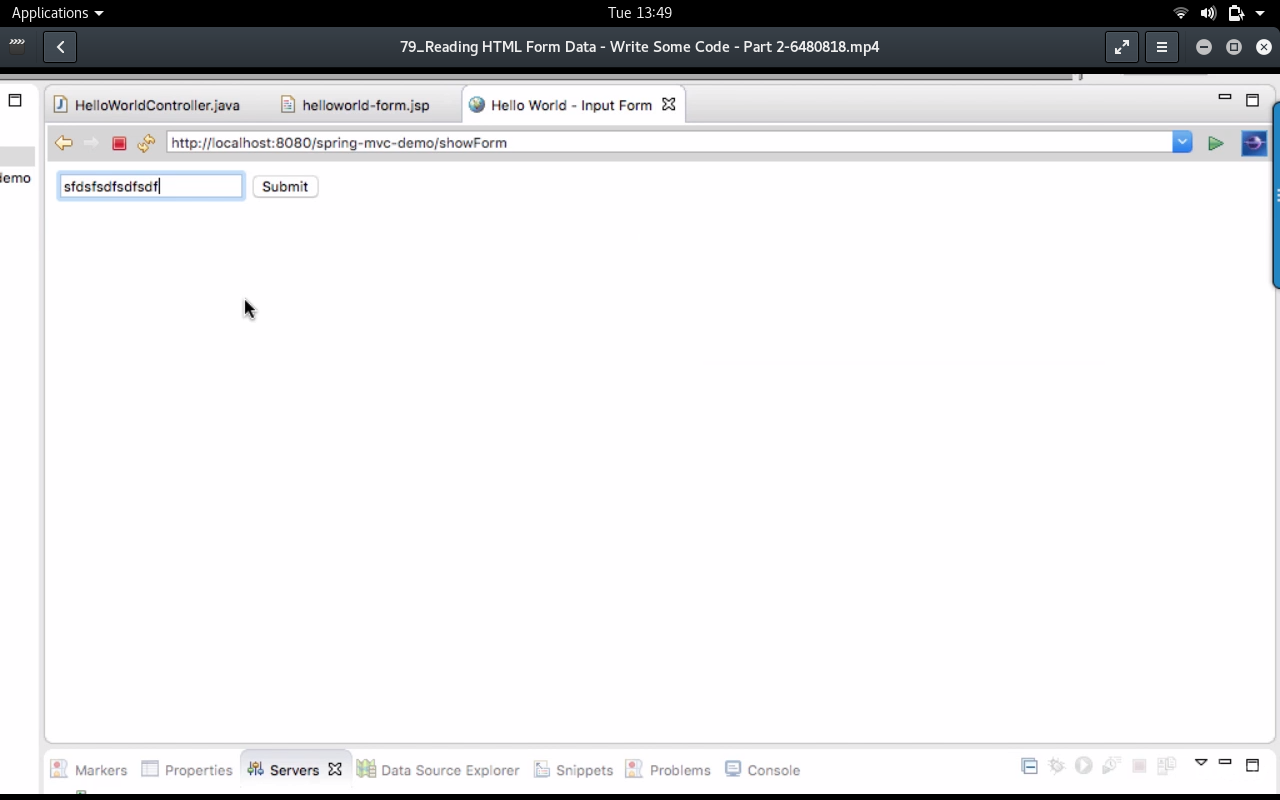 Applications Tue 13:49
79_Reading HTML Form Data - Write Some Code - Part 2-6480818.mp4
HelloWorldController.java helloworld-form.jsp Hello World - Input Form
http://localhost:8080/spring-mvc-demo/showForm
demo
sfdsfsdfsdfsdf Submit
Markers Properties Servers Data Source Explorer Snippets Problems Console